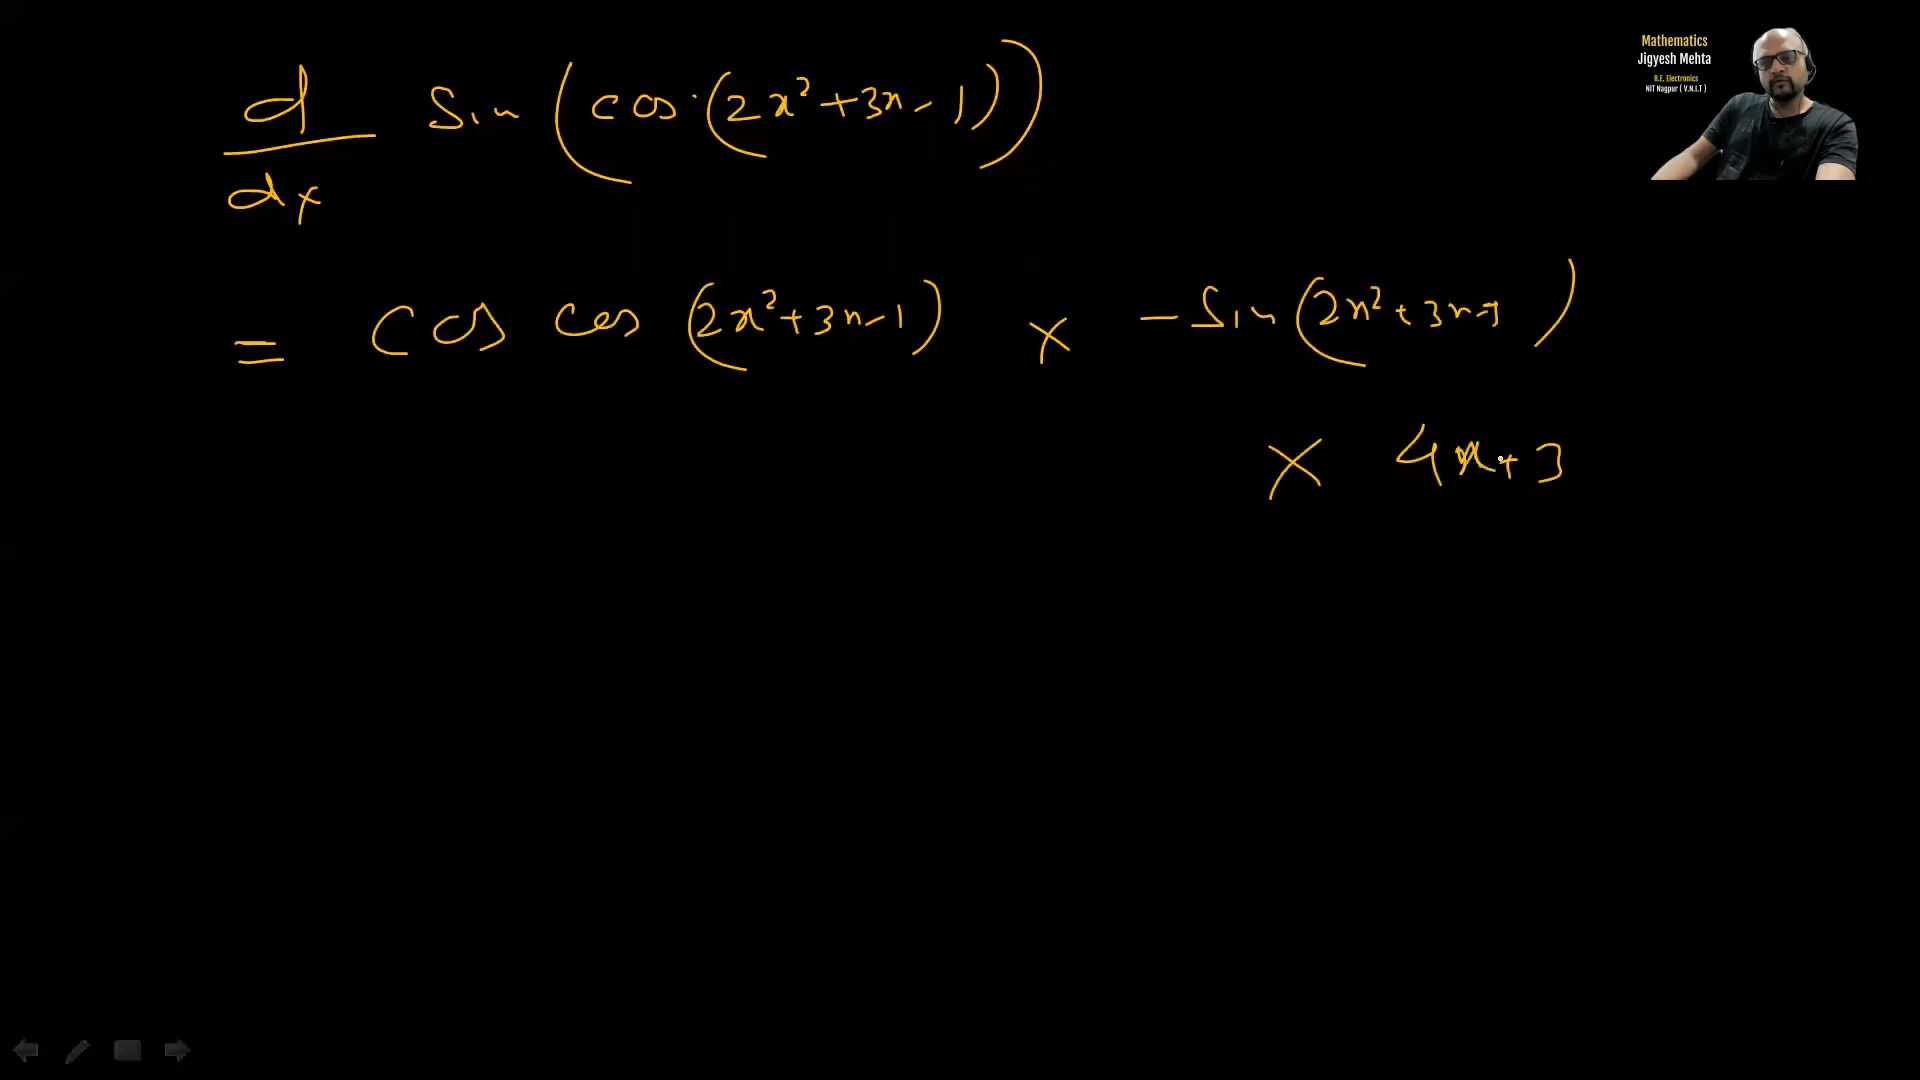 Mathematics
Jigyesh Mehta
B.E. Electronics
NIT Nagpur ( V.N.I.T )
d/dx Sin (cos·(2x²+3x-1))
= cos cos (2x²+3x-1) × -Sin (2x²+3x-1)
× 4x+3